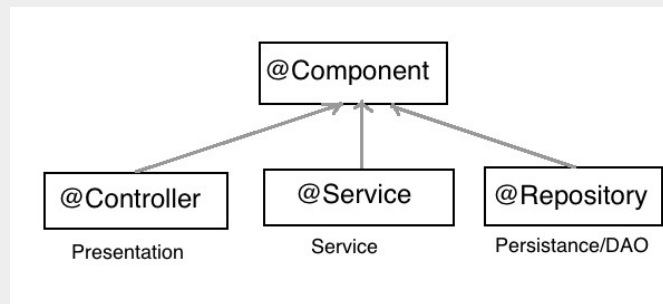 @Component
@Controller
@Service
@Repository
Presentation
Service
Persistance/DAO